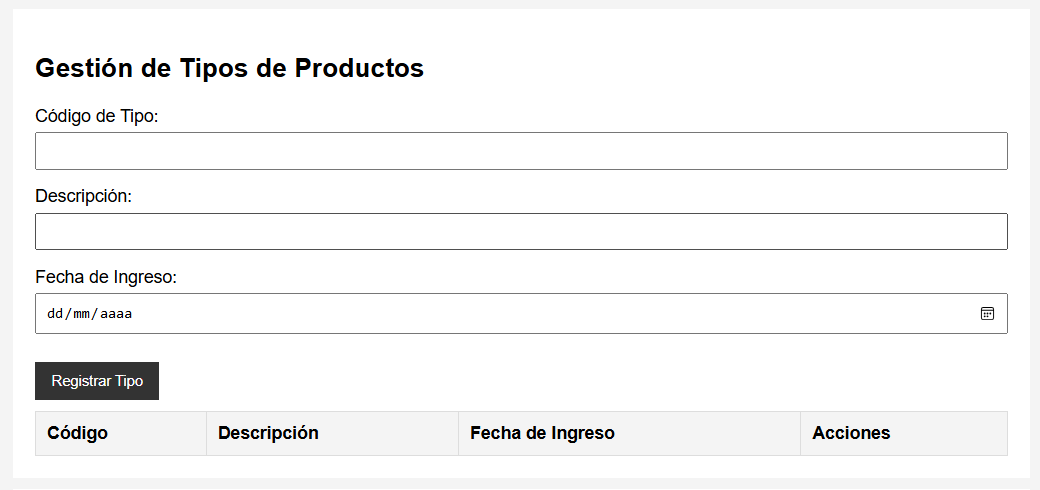 Gestión de Tipos de Productos
Código de Tipo:
Descripción:
Fecha de Ingreso:
dd/mm/aaaa
Registrar Tipo
Código Descripción Fecha de Ingreso Acciones